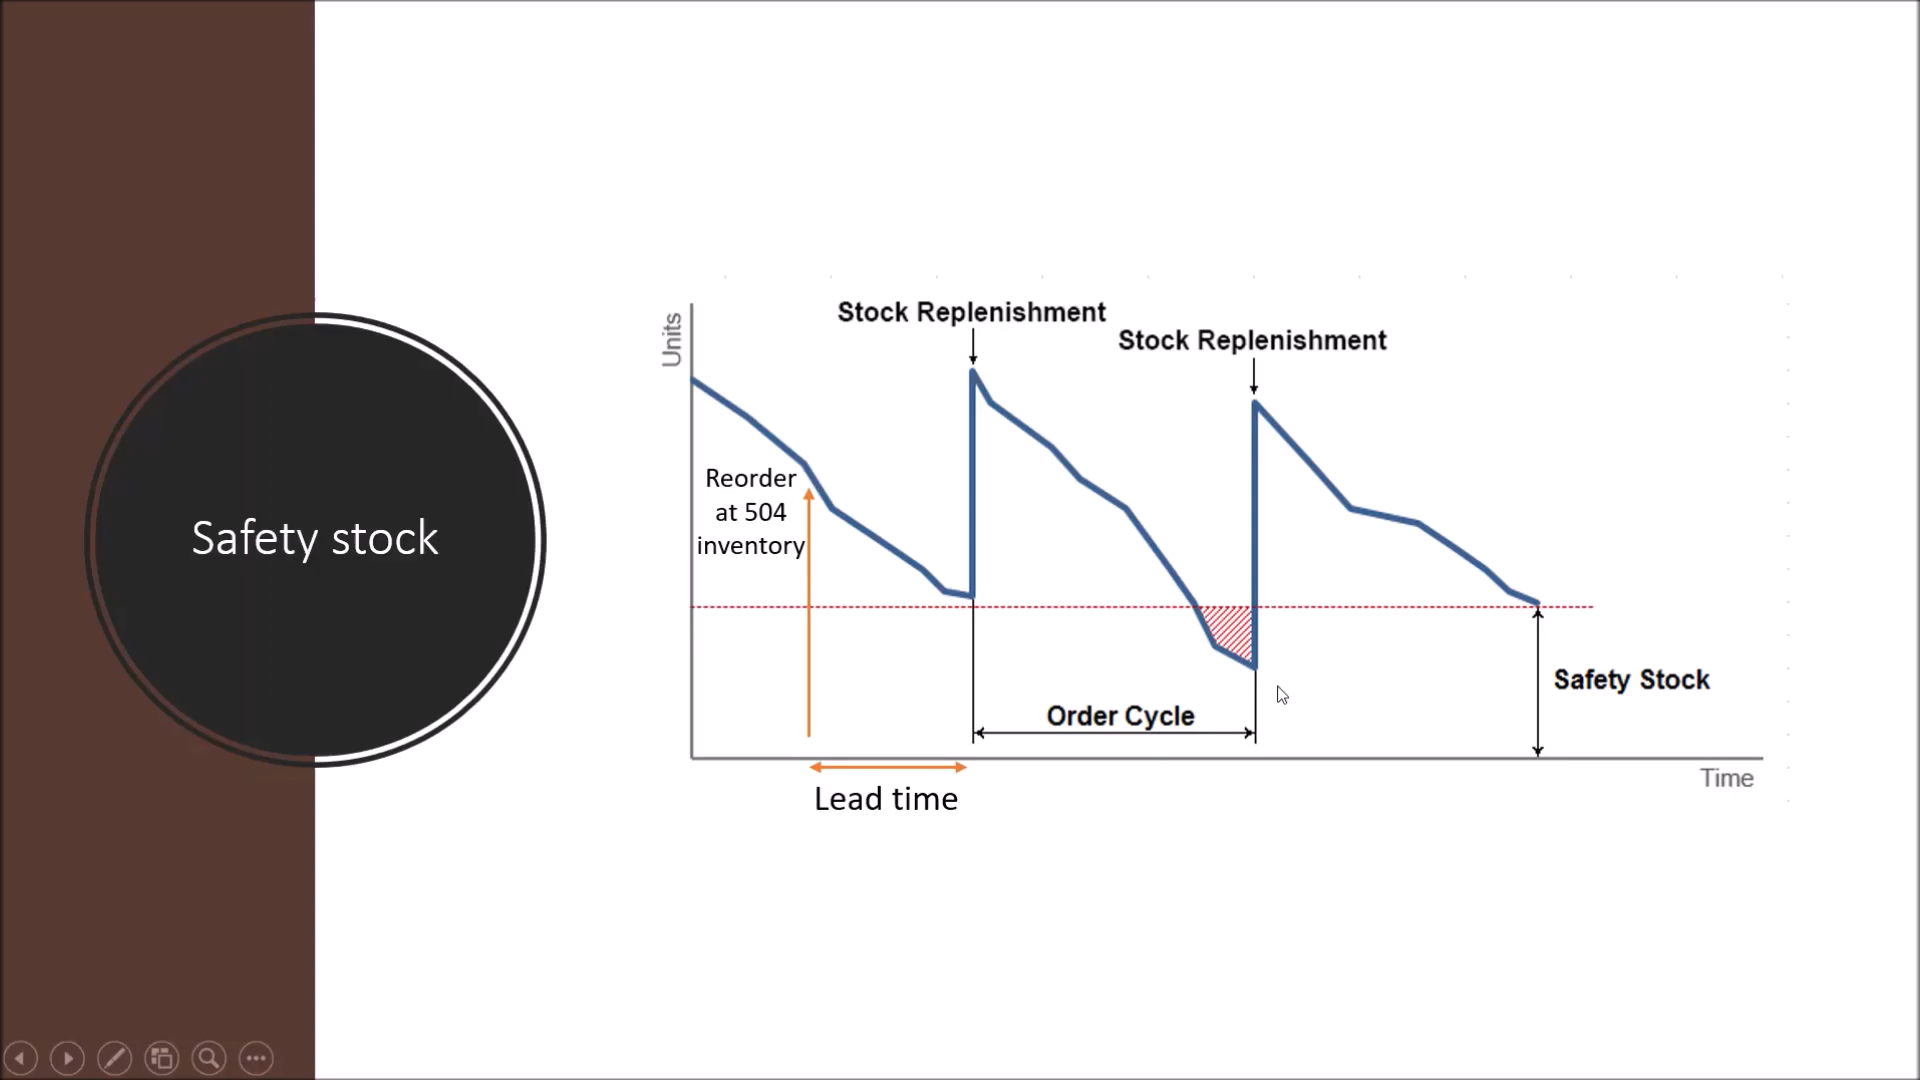 Safety stock
Units
Stock Replenishment
Stock Replenishment
Reorder
at 504
inventory
Order Cycle
Safety Stock
Time
Lead time